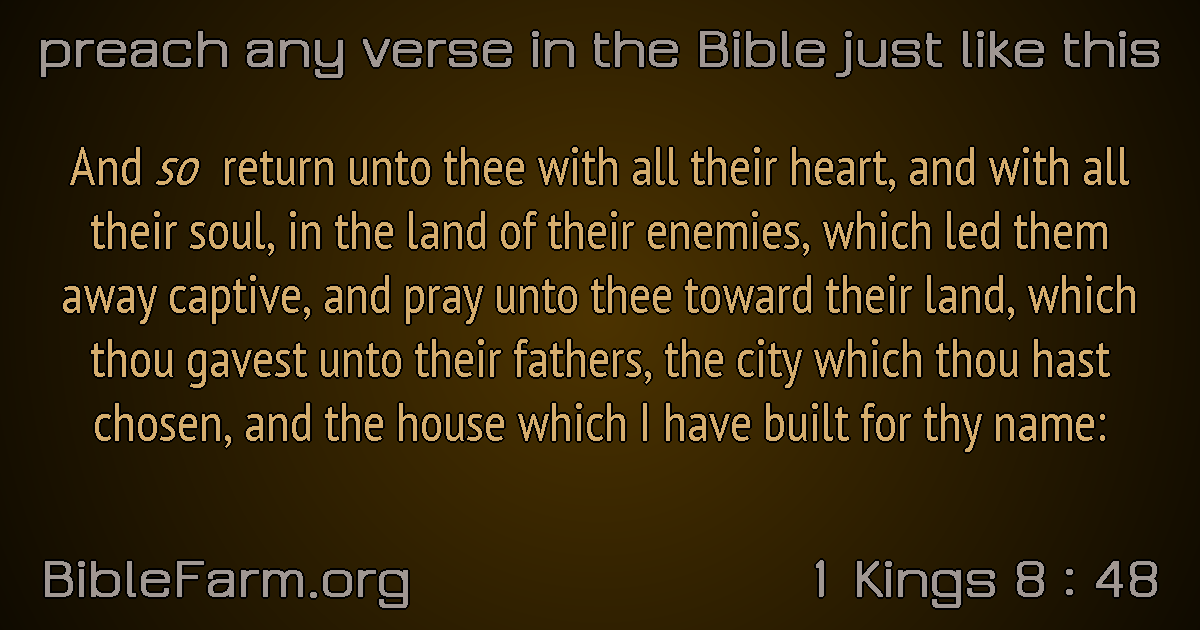 preach any verse in the Bible just like this
And so return unto thee with all their heart, and with all
their soul, in the land of their enemies, which led them
away captive, and pray unto thee toward their land, which
thou gavest unto their fathers, the city which thou hast
chosen, and the house which I have built for thy name:
BibleFarm.org
1 Kings 8 : 48